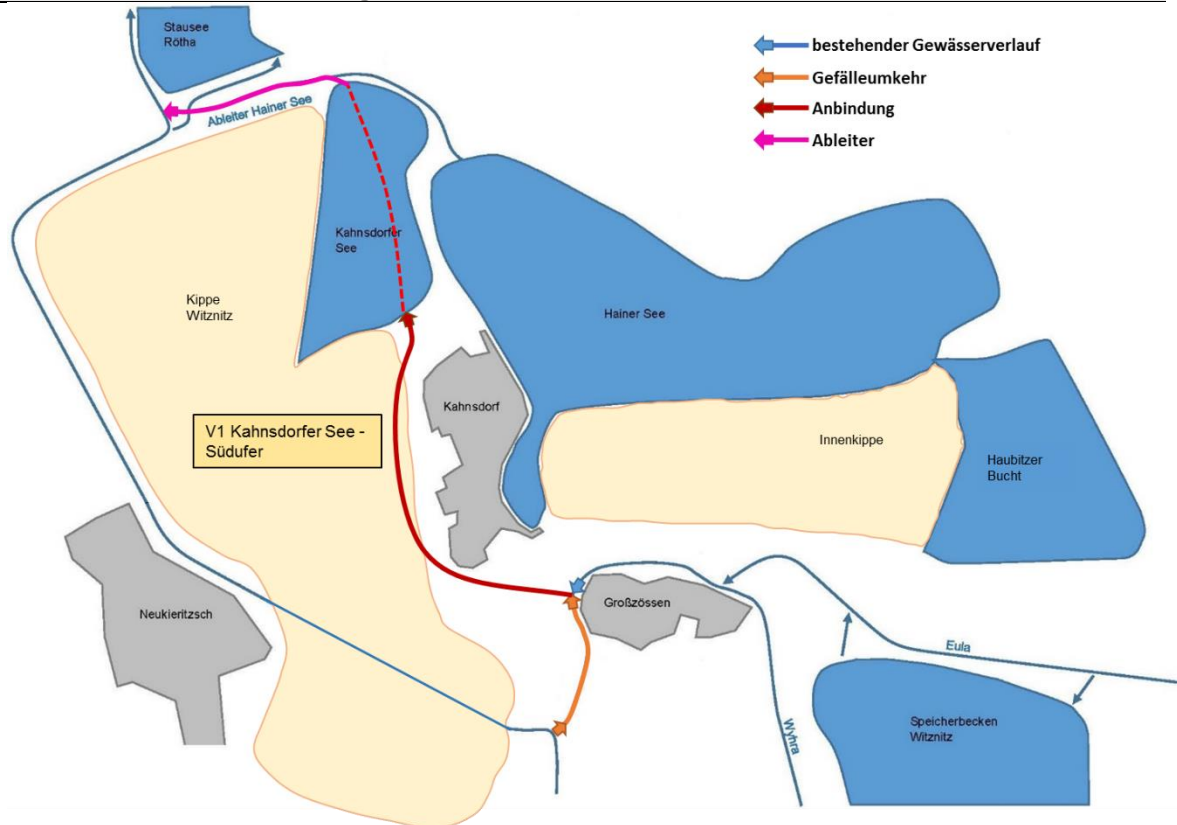 Stausee
Rötha
bestehender Gewässerverlauf
Gefälleumkehr
Anbindung
Ableiter
Ableiter Hainer See
Kahnsdorfer
See
Kippe
Witznitz
Hainer See
Kahnsdorf
V1 Kahnsdorfer See -
Südufer
Innenkippe
Haubitzer
Bucht
Neukieritzsch
Großzössen
Eula
Wyhra
Speicherbecken
Witznitz